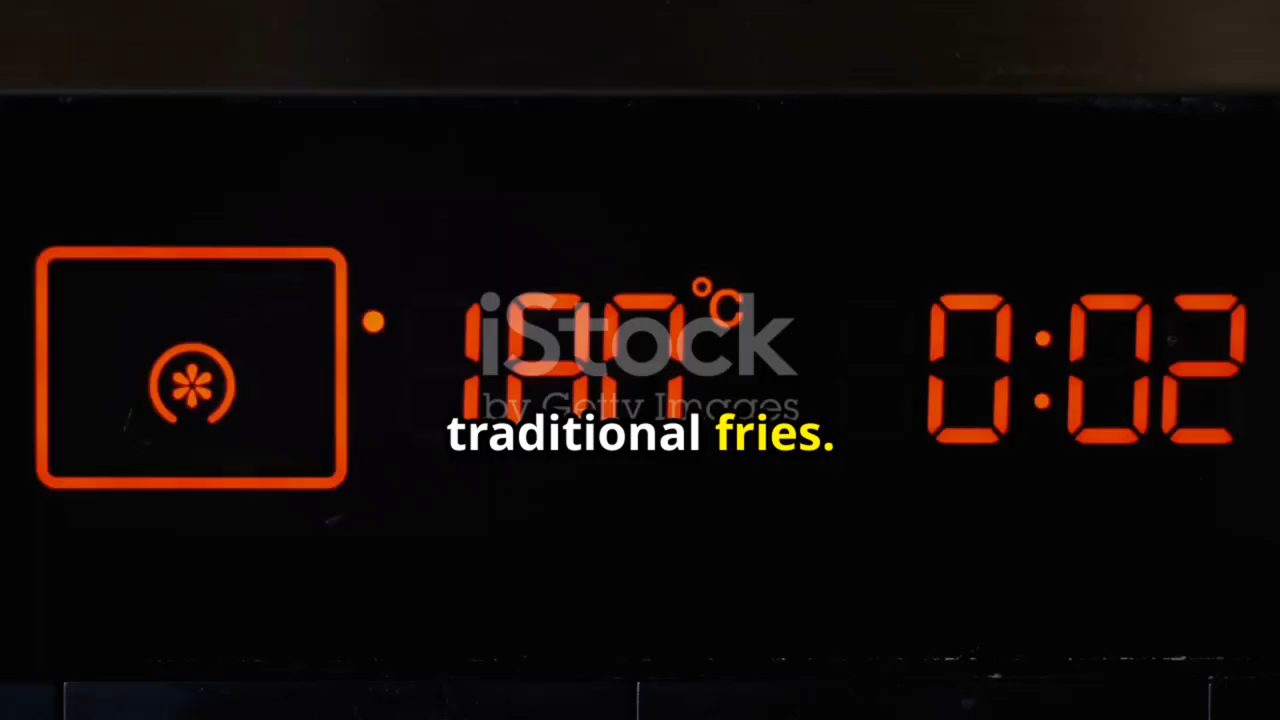 °C
0:02
iStock
by Getty Images
traditional fries.